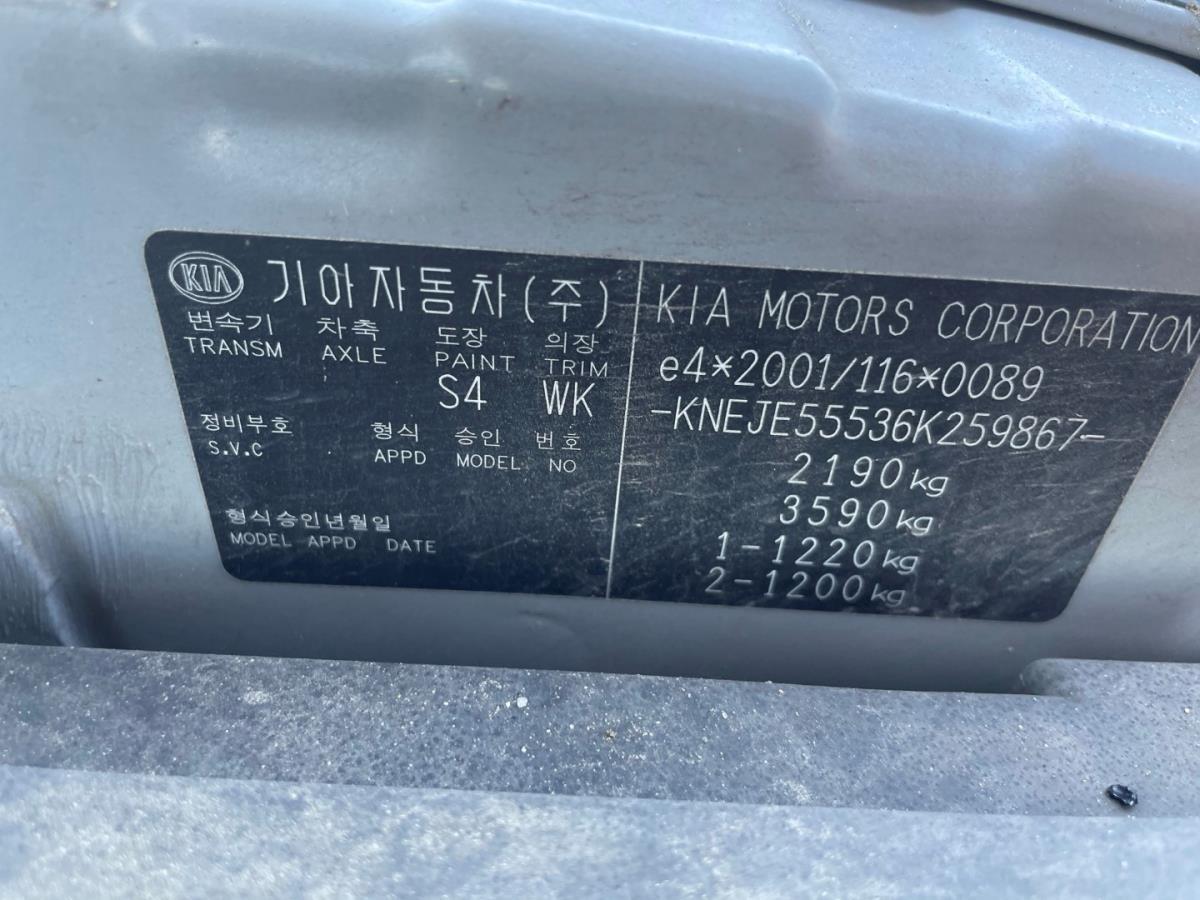 KIA 기아자동차(주)
변속기 차축 도장 의장
TRANSM AXLE PAINT TRIM
S4 WK
정비부호 형식 승인 번호
S.V.C APPD MODEL NO
형식승인년월일
MODEL APPD DATE
KIA MOTORS CORPORATION
e4*2001/116*0089
-KNEJE55536K259867-
2190kg
3590kg
1-1220kg
2-1200kg